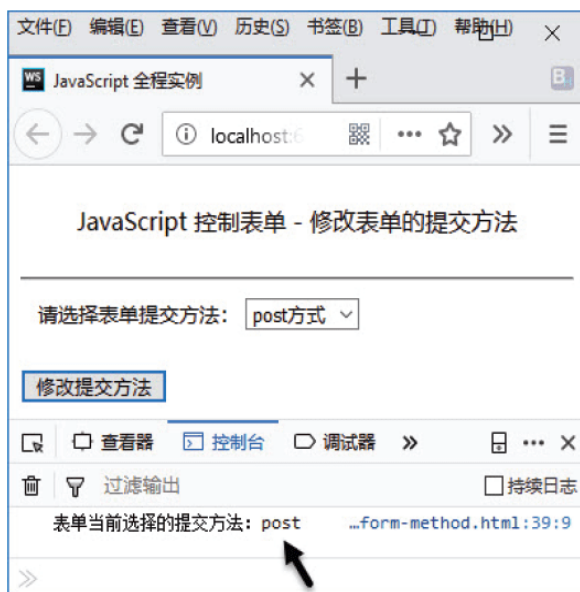 文件(F) 编辑(E) 查看(V) 历史(S) 书签(B) 工具(T) 帮助(H)
WS JavaScript 全程实例
localhost:6
JavaScript 控制表单 - 修改表单的提交方法
请选择表单提交方法: post方式
修改提交方法
查看器 控制台 调试器
过滤输出 持续日志
表单当前选择的提交方法: post …form-method.html:39:9